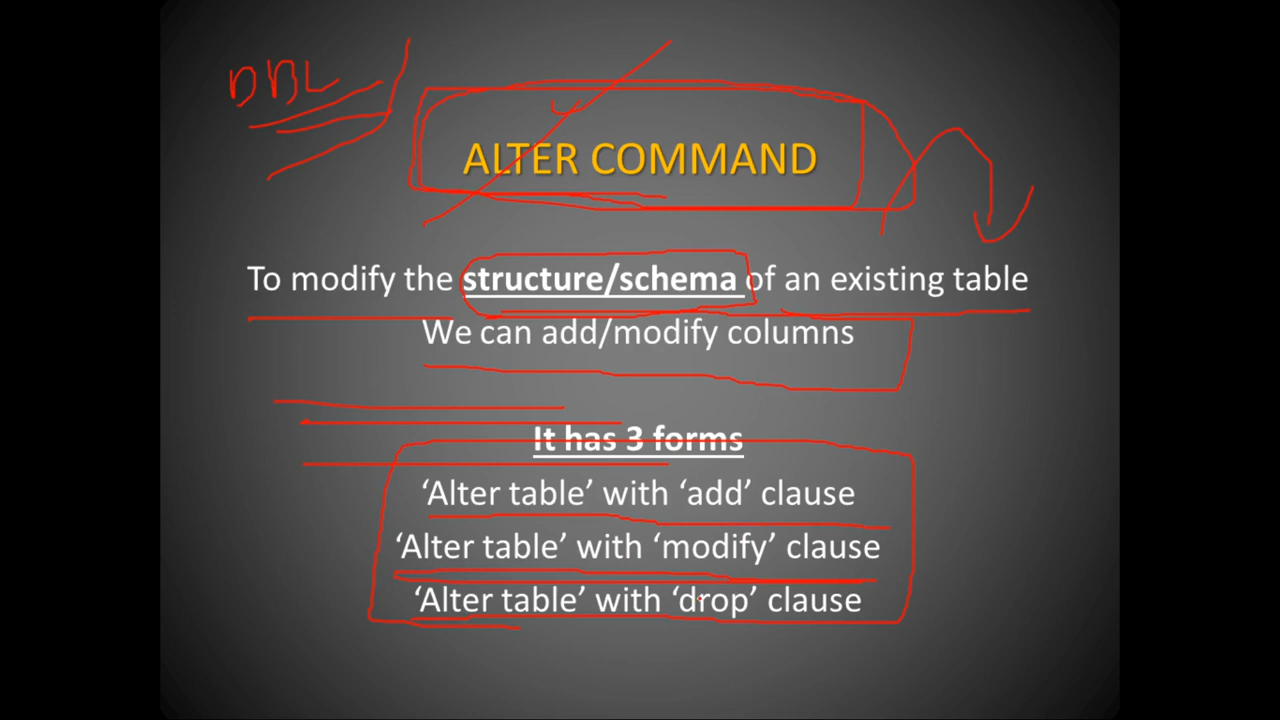 DDL
ALTER COMMAND
To modify the structure/schema of an existing table
We can add/modify columns
It has 3 forms
‘Alter table’ with ‘add’ clause
‘Alter table’ with ‘modify’ clause
‘Alter table’ with ‘drop’ clause